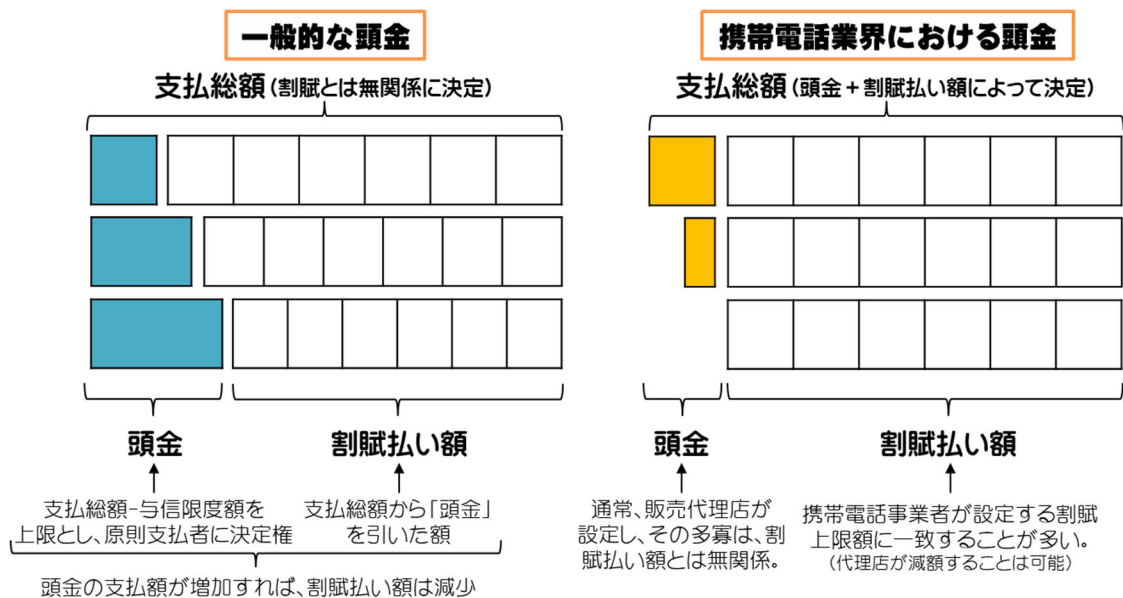 一般的な頭金
支払総額(割賦とは無関係に決定)
頭金
割賦払い額
支払総額-与信限度額を
上限とし、原則支払者に決定権
支払総額から「頭金」
を引いた額
頭金の支払額が増加すれば、割賦払い額は減少
携帯電話業界における頭金
支払総額(頭金+割賦払い額によって決定)
頭金
割賦払い額
通常、販売代理店が
設定し、その多寡は、割
賦払い額とは無関係。
携帯電話事業者が設定する割賦
上限額に一致することが多い。
(代理店が減額することは可能)